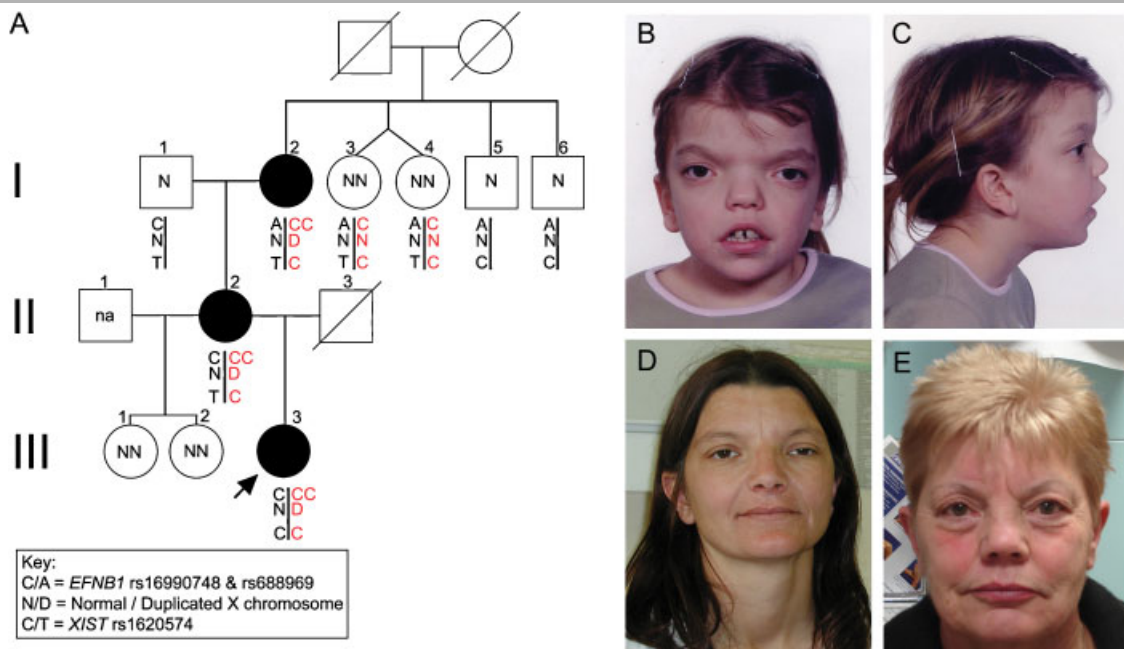 A
B
C
1
2
3
4
5
6
I
N
NN
NN
N
N
C
N
T
A CC
N D
T C
A C
N N
T C
A C
N N
T C
A
N
C
A
N
C
1
2
3
II
na
C CC
N D
T C
D
E
1
2
3
III
NN
NN
C CC
N D
C C
Key:
C/A = EFNB1 rs16990748 & rs688969
N/D = Normal / Duplicated X chromosome
C/T = XIST rs1620574